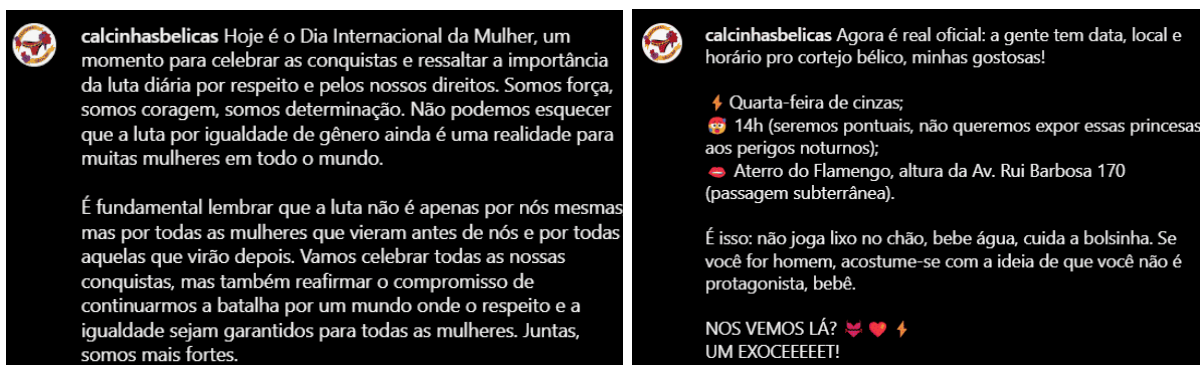 calcinhasbelicas Hoje é o Dia Internacional da Mulher, um
momento para celebrar as conquistas e ressaltar a importância
da luta diária por respeito e pelos nossos direitos. Somos força,
somos coragem, somos determinação. Não podemos esquecer
que a luta por igualdade de gênero ainda é uma realidade para
muitas mulheres em todo o mundo.
É fundamental lembrar que a luta não é apenas por nós mesmas
mas por todas as mulheres que vieram antes de nós e por todas
aquelas que virão depois. Vamos celebrar todas as nossas
conquistas, mas também reafirmar o compromisso de
continuarmos a batalha por um mundo onde o respeito e a
igualdade sejam garantidos para todas as mulheres. Juntas,
somos mais fortes.
calcinhasbelicas Agora é real oficial: a gente tem data, local e
horário pro cortejo bélico, minhas gostosas!
⚡ Quarta-feira de cinzas;
14h (seremos pontuais, não queremos expor essas princesas
aos perigos noturnos);
👄 Aterro do Flamengo, altura da Av. Rui Barbosa 170
(passagem subterrânea).
É isso: não joga lixo no chão, bebe água, cuida a bolsinha. Se
você for homem, acostume-se com a ideia de que você não é
protagonista, bebê.
NOS VEMOS LÁ? 👙 ❤️ ⚡
UM EXOCEEEEET!